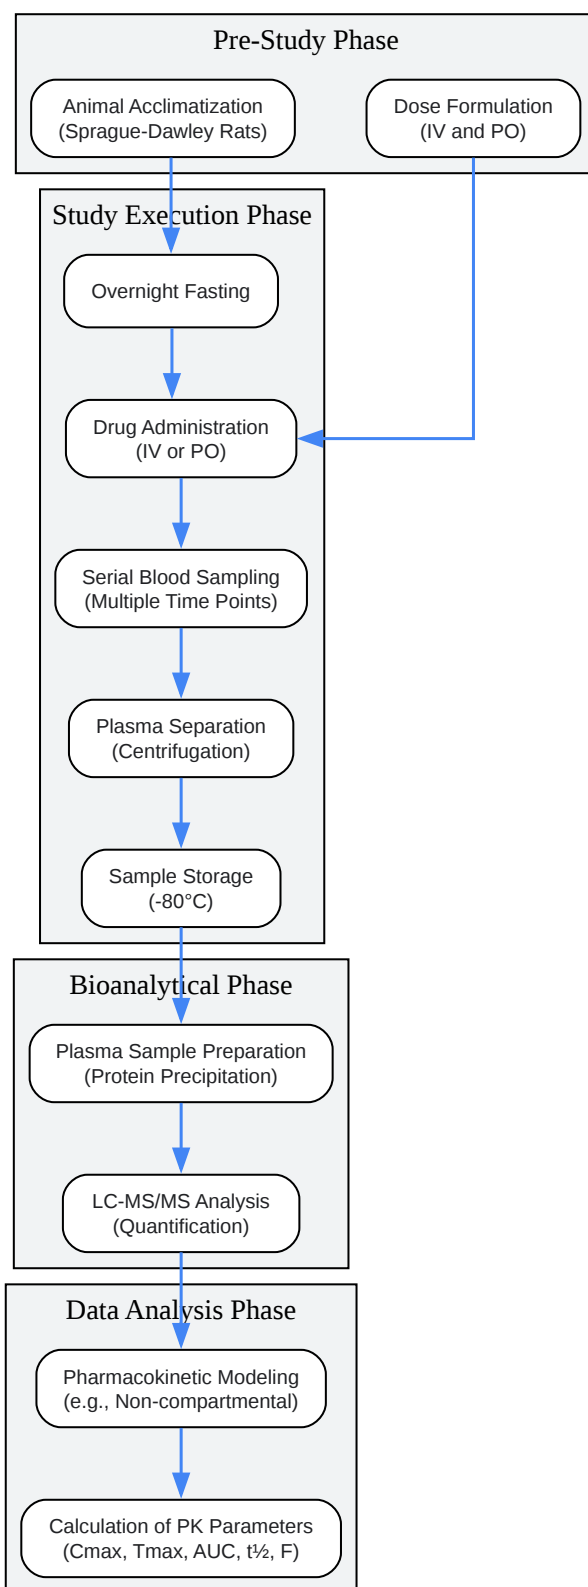 Pre-Study Phase
Animal Acclimatization
(Sprague-Dawley Rats)
Dose Formulation
(IV and PO)
Study Execution Phase
Overnight Fasting
Drug Administration
(IV or PO)
Serial Blood Sampling
(Multiple Time Points)
Plasma Separation
(Centrifugation)
Sample Storage
(-80°C)
Bioanalytical Phase
Plasma Sample Preparation
(Protein Precipitation)
LC-MS/MS Analysis
(Quantification)
Data Analysis Phase
Pharmacokinetic Modeling
(e.g., Non-compartmental)
Calculation of PK Parameters
(Cmax, Tmax, AUC, t½, F)